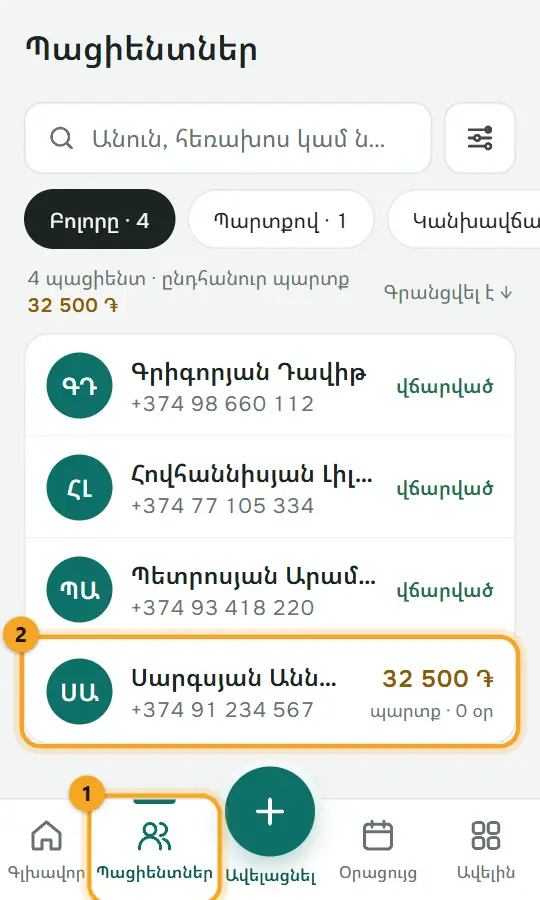 Պացիենտներ
Անուն, հեռախոս կամ ն...
Բոլորը · 4
Պարտքով · 1
Կանխավճա
4 պացիենտ · ընդհանուր պարտք
32 500 ֏
Գրանցվել է ↓
ԳԴ
Գրիգորյան Դավիթ
+374 98 660 112
վճարված
ՀԼ
Հովհաննիսյան Լիլ...
+374 77 105 334
վճարված
ՊԱ
Պետրոսյան Արամ...
+374 93 418 220
վճարված
2
ՍԱ
Սարգսյան Անն...
+374 91 234 567
32 500 ֏
պարտք · 0 օր
1
Գլխավոր
Պացիենտներ
Ավելացնել
Օրացույց
Ավելին